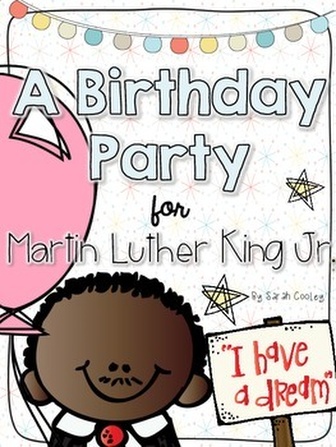 A Birthday
Party
for
Martin Luther King Jr.
By Sarah Cooley
"I have
a dream"